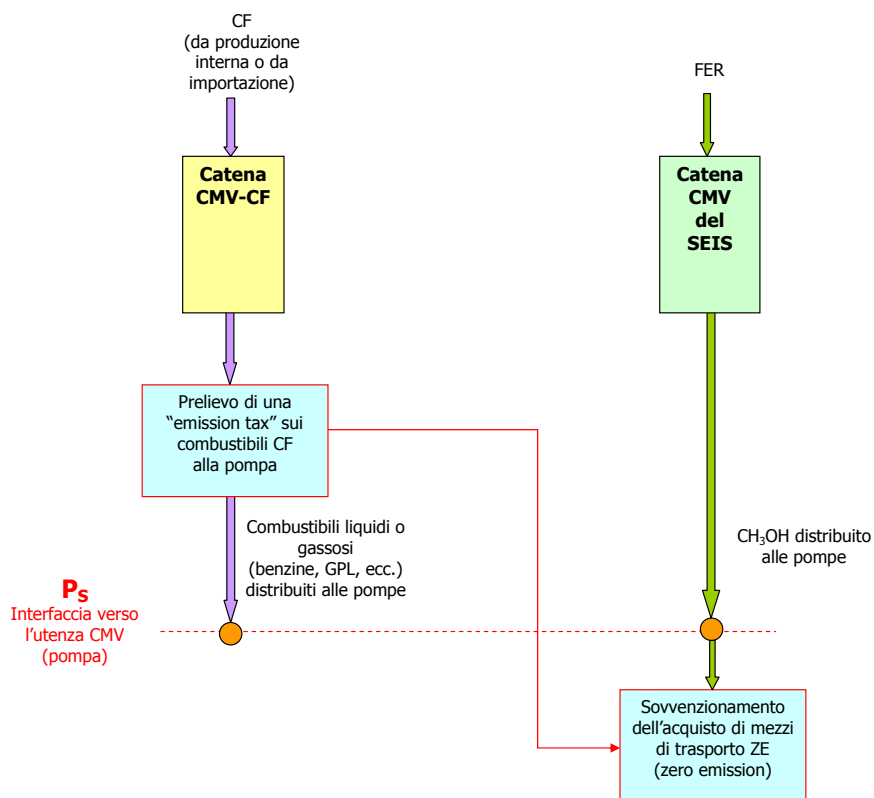 CF
(da produzione
interna o da
importazione)
FER
Catena
CMV-CF
Catena
CMV
del
SEIS
Prelievo di una
“emission tax” sui
combustibili CF
alla pompa
Combustibili liquidi o
gassosi
(benzine, GPL, ecc.)
distribuiti alle pompe
CH₃OH distribuito
alle pompe
PS
Interfaccia verso
l’utenza CMV
(pompa)
Sovvenzionamento
dell’acquisto di mezzi
di trasporto ZE
(zero emission)